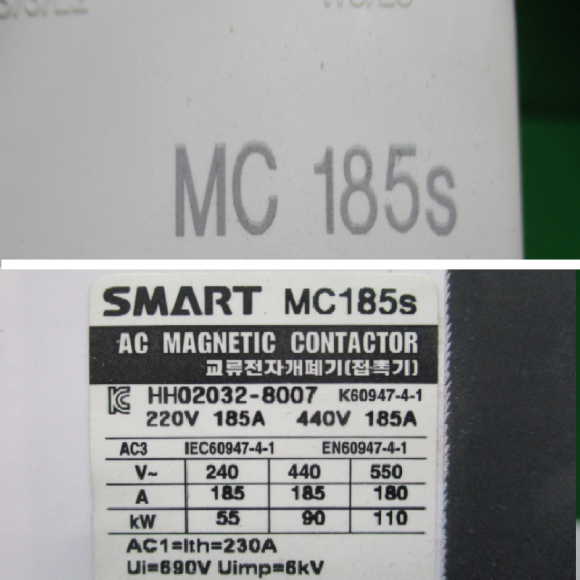 MC 185s
SMART MC185s
AC MAGNETIC CONTACTOR
교류전자개폐기(접촉기)
HH02032-8007 K60947-4-1
220V 185A 440V 185A
AC3 IEC60947-4-1 EN60947-4-1
V~ 240 440 550
A 185 185 180
kW 55 90 110
AC1=Ith=230A
Ui=690V Uimp=6kV